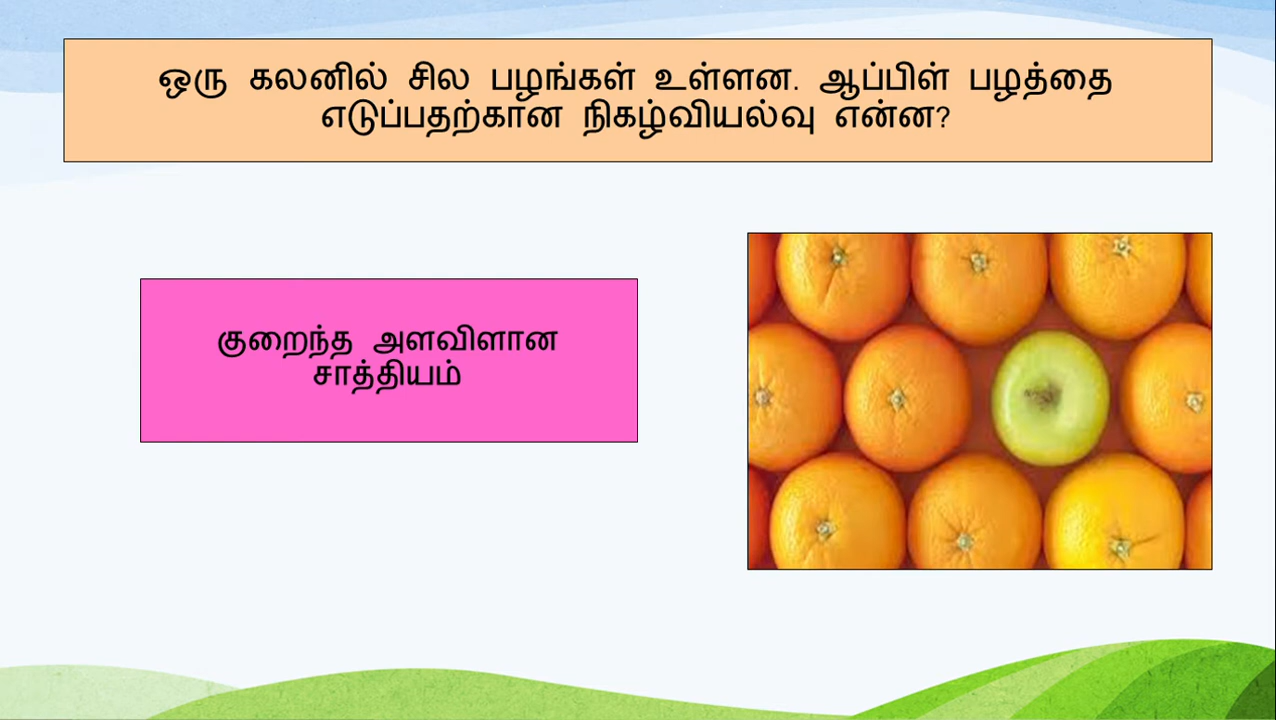 ஒரு கலனில் சில பழங்கள் உள்ளன. ஆப்பிள் பழத்தை
எடுப்பதற்கான நிகழ்வியல்வு என்ன?
குறைந்த அளவிளான
சாத்தியம்